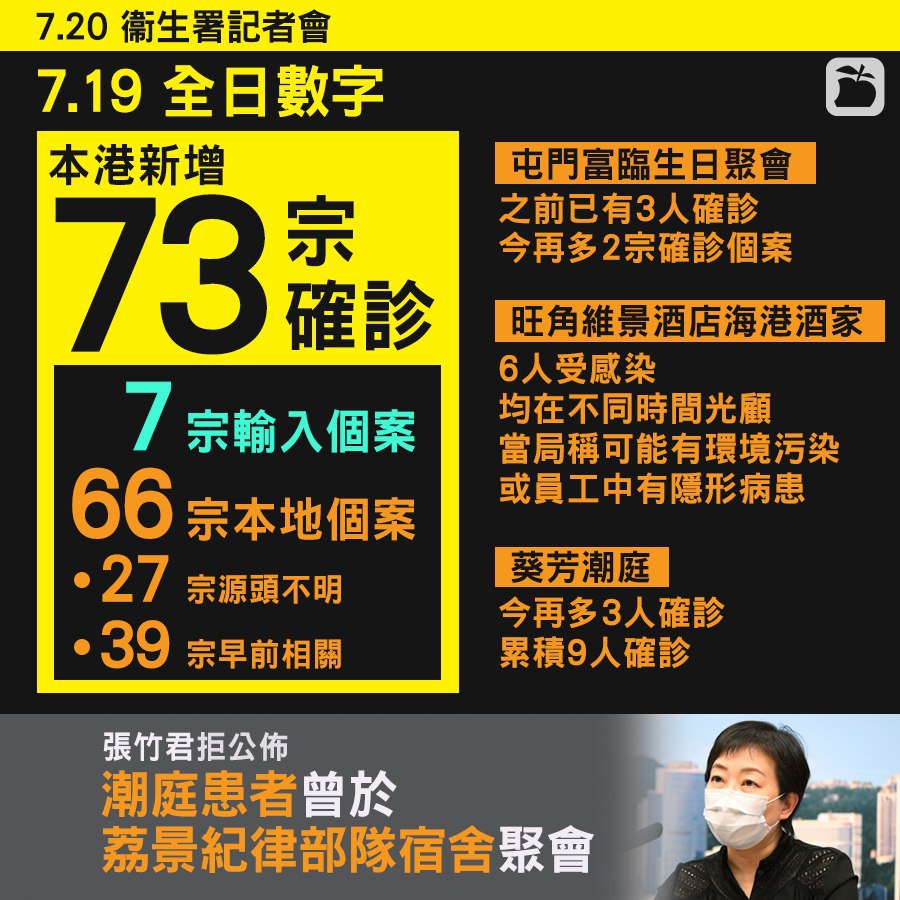 7.20 衞生署記者會
7.19 全日數字
本港新增
73宗
確診
7 宗輸入個案
66 宗本地個案
•27 宗源頭不明
•39 宗早前相關
屯門富臨生日聚會
之前已有3人確診
今再多2宗確診個案
旺角維景酒店海港酒家
6人受感染
均在不同時間光顧
當局稱可能有環境污染
或員工中有隱形病患
葵芳潮庭
今再多3人確診
累積9人確診
張竹君拒公佈
潮庭患者曾於
荔景紀律部隊宿舍聚會